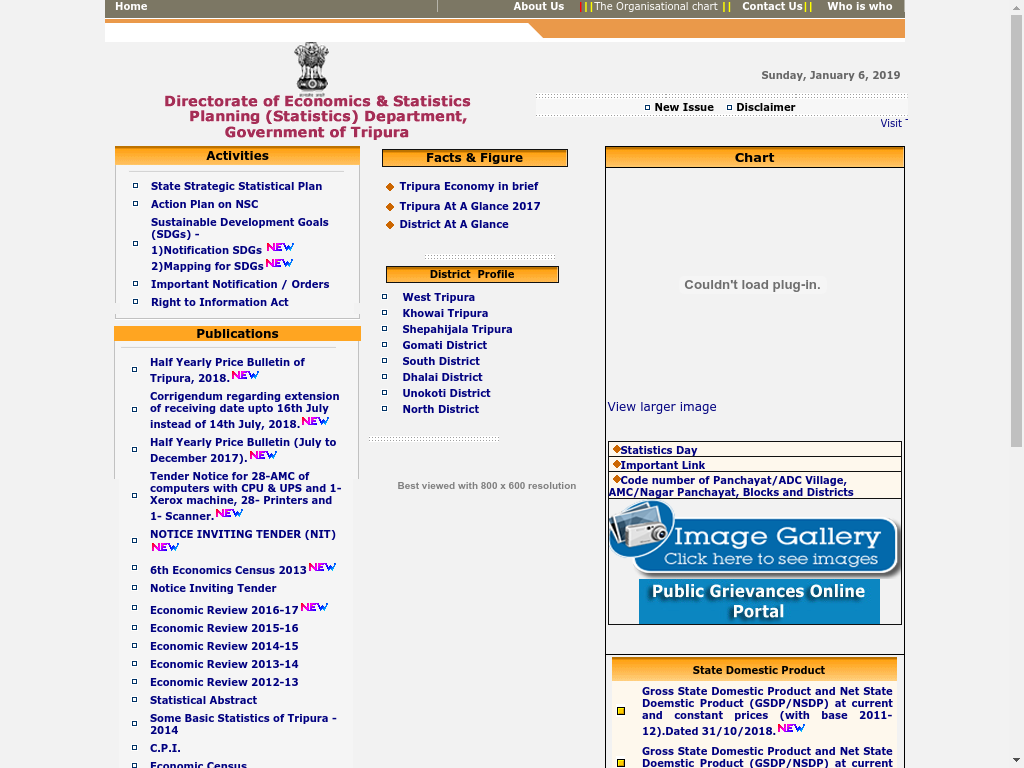 Home
About Us
|||The Organisational chart ||
Contact Us||
Who is who
Sunday, January 6, 2019
Directorate of Economics & Statistics
Planning (Statistics) Department,
Government of Tripura
New Issue
Disclaimer
Visit
Activities
State Strategic Statistical Plan
Action Plan on NSC
Sustainable Development Goals
(SDGs) -
1)Notification SDGs NEW
2)Mapping for SDGs NEW
Important Notification / Orders
Right to Information Act
Publications
Half Yearly Price Bulletin of
Tripura, 2018. NEW
Corrigendum regarding extension
of receiving date upto 16th July
instead of 14th July, 2018. NEW
Half Yearly Price Bulletin (July to
December 2017). NEW
Tender Notice for 28-AMC of
computers with CPU & UPS and 1-
Xerox machine, 28- Printers and
1- Scanner. NEW
NOTICE INVITING TENDER (NIT)
NEW
6th Economics Census 2013 NEW
Notice Inviting Tender
Economic Review 2016-17 NEW
Economic Review 2015-16
Economic Review 2014-15
Economic Review 2013-14
Economic Review 2012-13
Statistical Abstract
Some Basic Statistics of Tripura -
2014
C.P.I.
Economic Census
Facts & Figure
Tripura Economy in brief
Tripura At A Glance 2017
District At A Glance
District Profile
West Tripura
Khowai Tripura
Shepahijala Tripura
Gomati District
South District
Dhalai District
Unokoti District
North District
Best viewed with 800 x 600 resolution
Chart
Couldn't load plug-in.
View larger image
Statistics Day
Important Link
Code number of Panchayat/ADC Village,
AMC/Nagar Panchayat, Blocks and Districts
Image Gallery
Click here to see images
Public Grievances Online
Portal
State Domestic Product
Gross State Domestic Product and Net State
Doemstic Product (GSDP/NSDP) at current
and constant prices (with base 2011-
12).Dated 31/10/2018. NEW
Gross State Domestic Product and Net State
Doemstic Product (GSDP/NSDP) at current